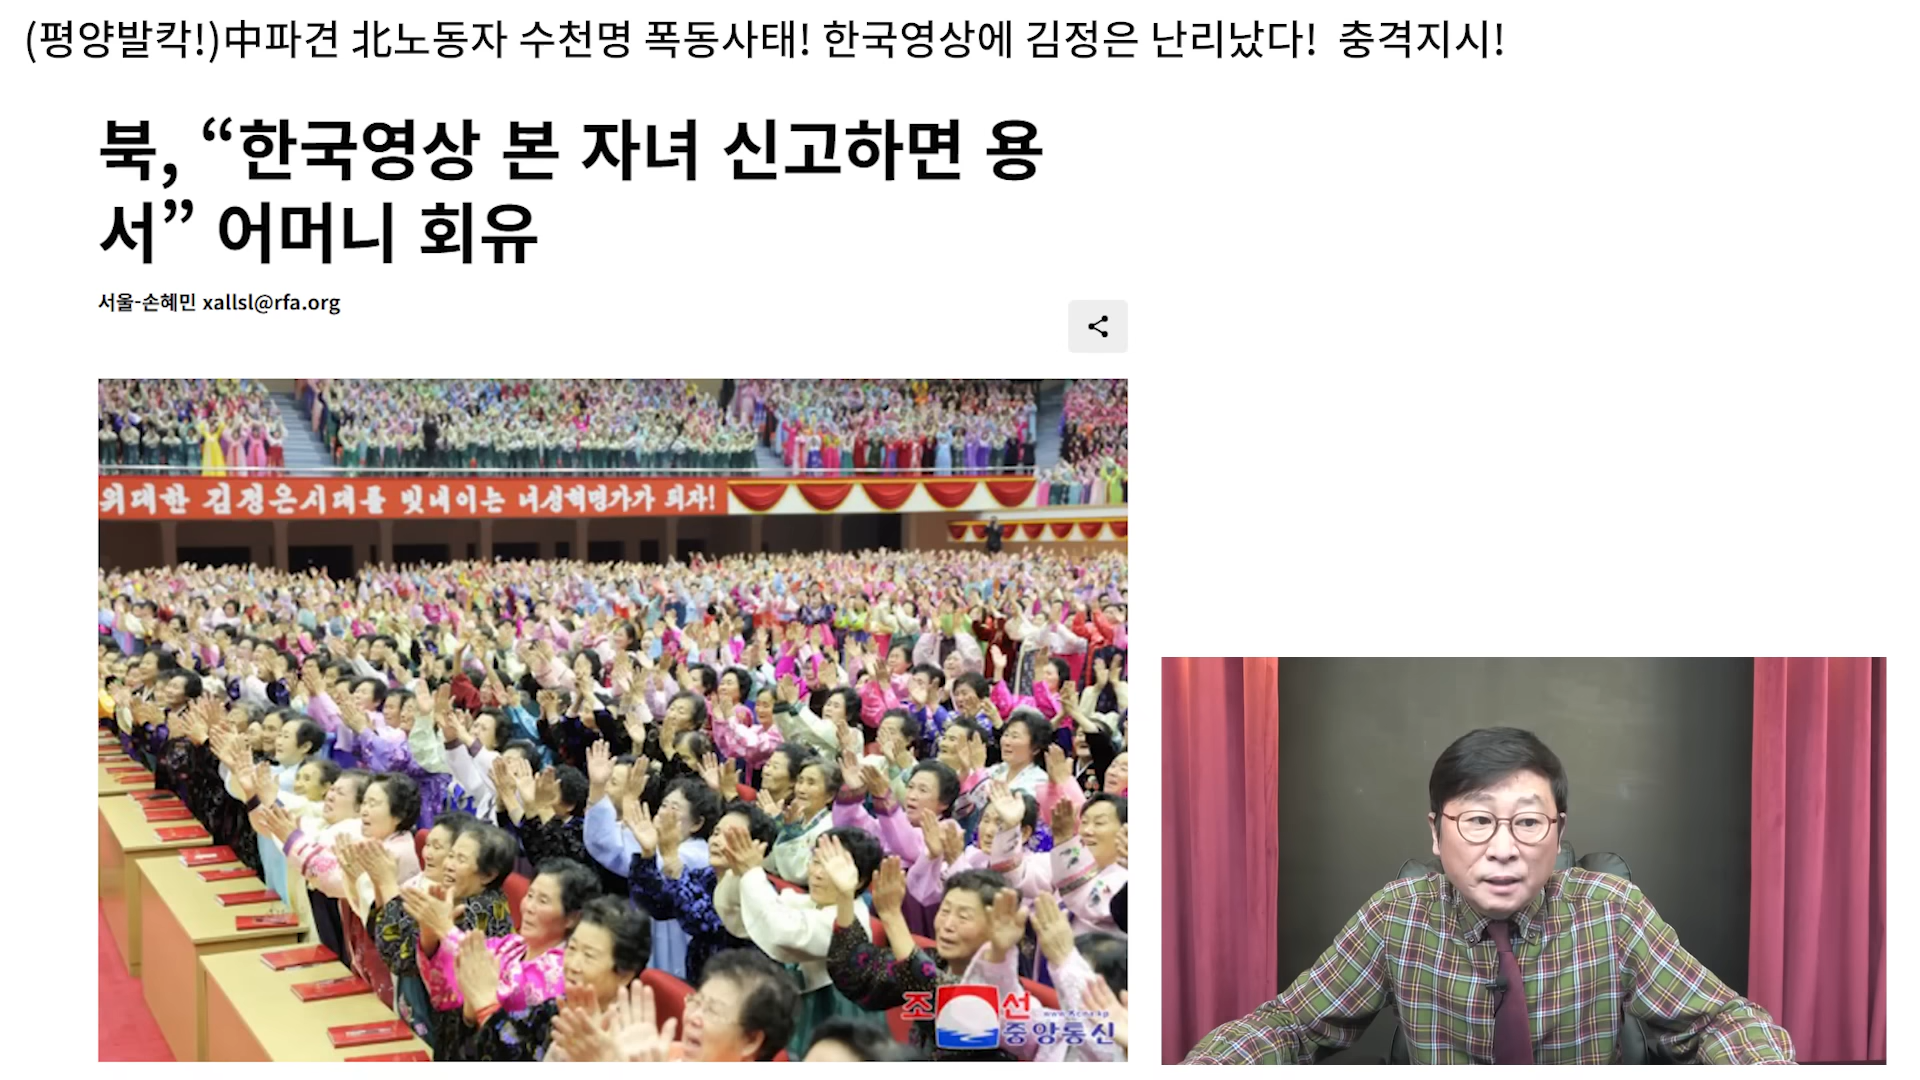 (평양발칵!)中파견 北노동자 수천명 폭동사태! 한국영상에 김정은 난리났다! 충격지시!
북, “한국영상 본 자녀 신고하면 용
서” 어머니 회유
서울-손혜민 xallsl@rfa.org
위대한 김정은시대를 빛내이는 녀성혁명가가 되자!
조선
www.kcna.kp
중앙통신